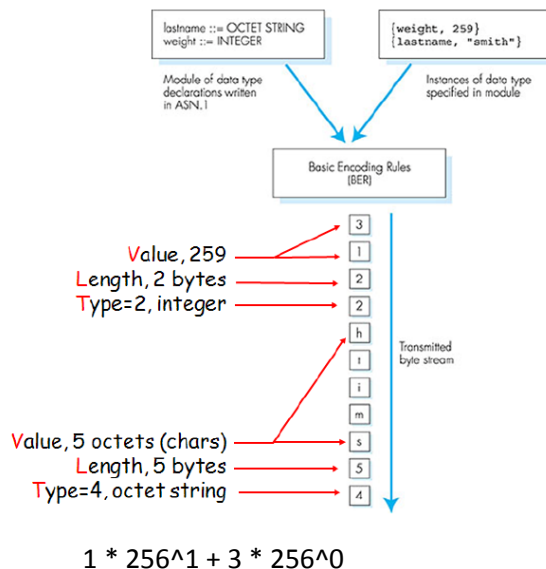 lastname ::= OCTET STRING
weight ::= INTEGER
{weight, 259}
{lastname, "smith"}
Module of data type
declarations written
in ASN.1
Instances of data type
specified in module
Basic Encoding Rules
(BER)
3
1
2
2
h
t
i
m
s
5
4
Value, 259
Length, 2 bytes
Type=2, integer
Transmitted
byte stream
Value, 5 octets (chars)
Length, 5 bytes
Type=4, octet string
1 * 256^1 + 3 * 256^0